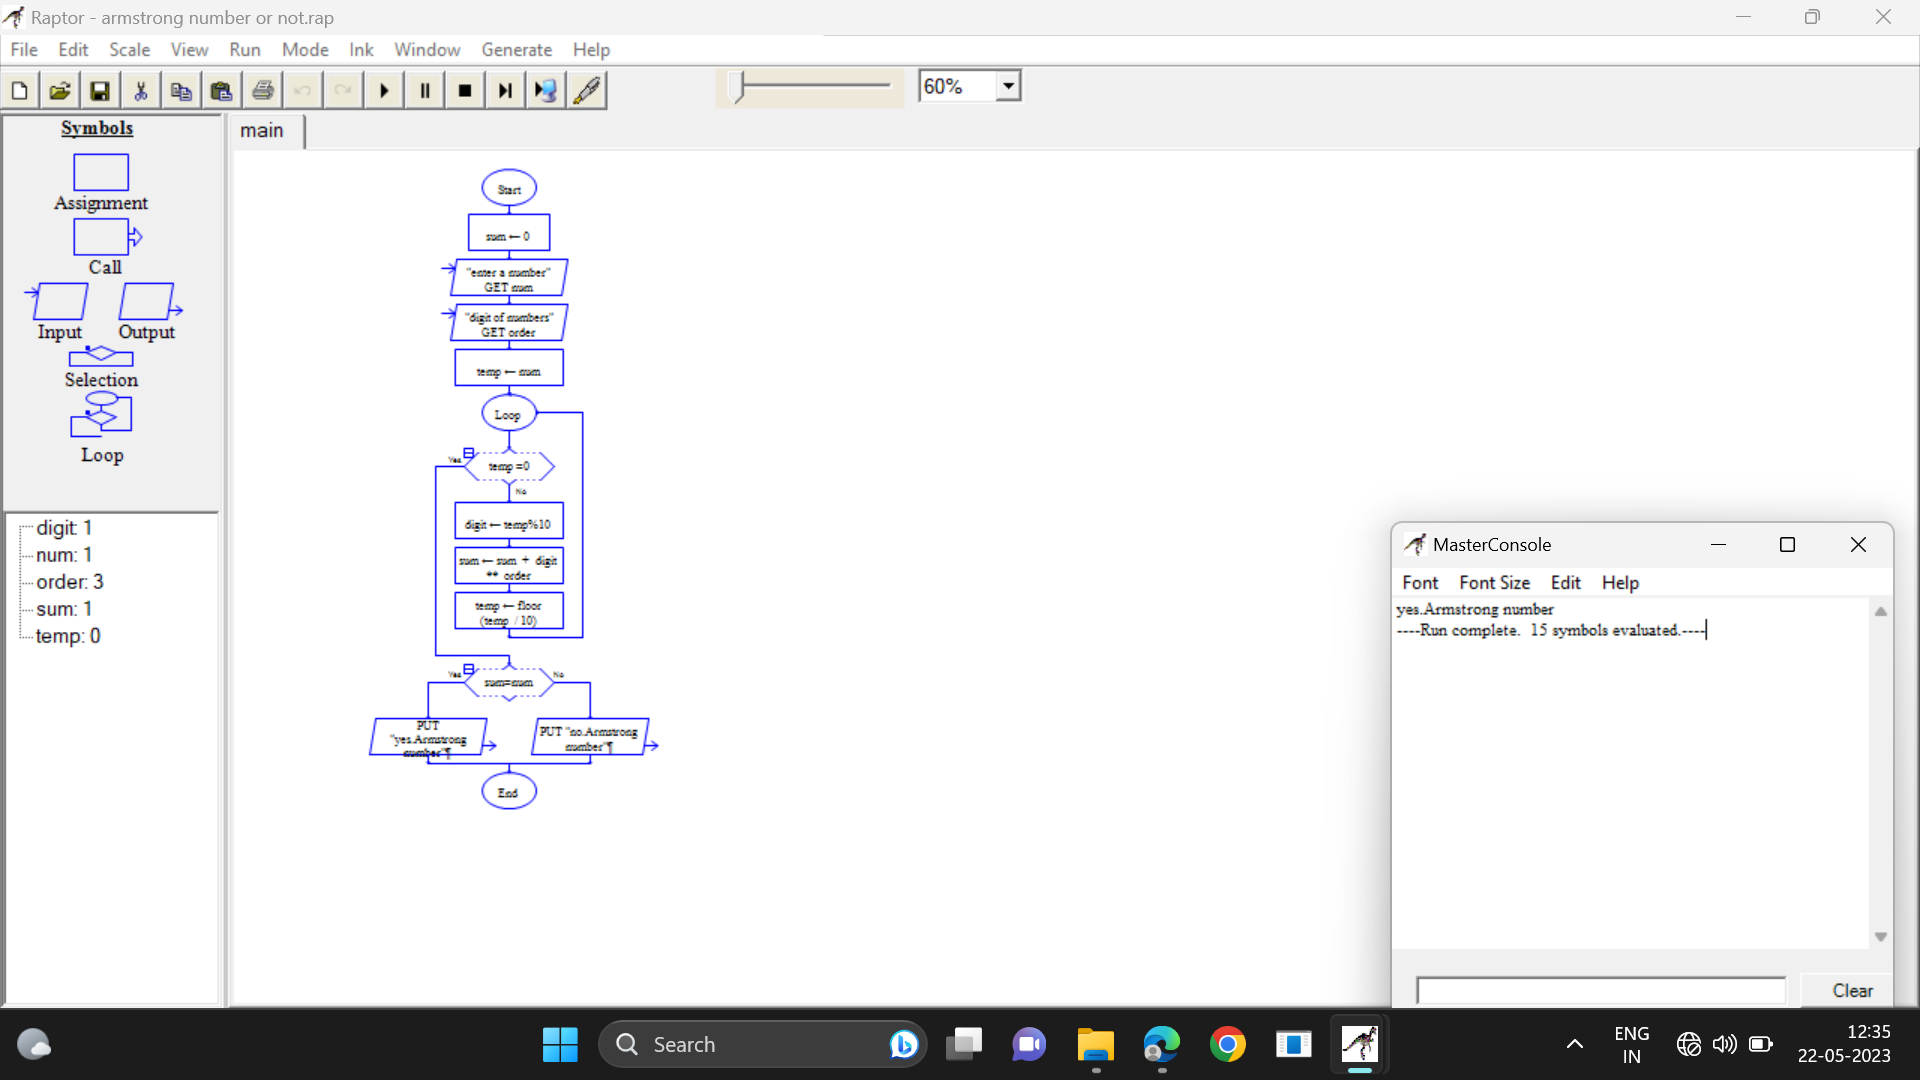 Raptor - armstrong number or not.rap
File Edit Scale View Run Mode Ink Window Generate Help
60%
Symbols
Assignment
Call
Input Output
Selection
Loop
digit: 1
num: 1
order: 3
sum: 1
temp: 0
main
Start
sum ← 0
"enter a number"
GET num
"digit of numbers"
GET order
temp ← num
Loop
Yes temp =0
No
digit ← temp%10
sum ← sum + digit
** order
temp ← floor
(temp / 10)
Yes sum=num No
PUT
"yes.Armstrong
number"¶
PUT "no.Armstrong
number"¶
End
MasterConsole
Font Font Size Edit Help
yes.Armstrong number
----Run complete. 15 symbols evaluated.----
Clear
Search
ENG
IN
12:35
22-05-2023